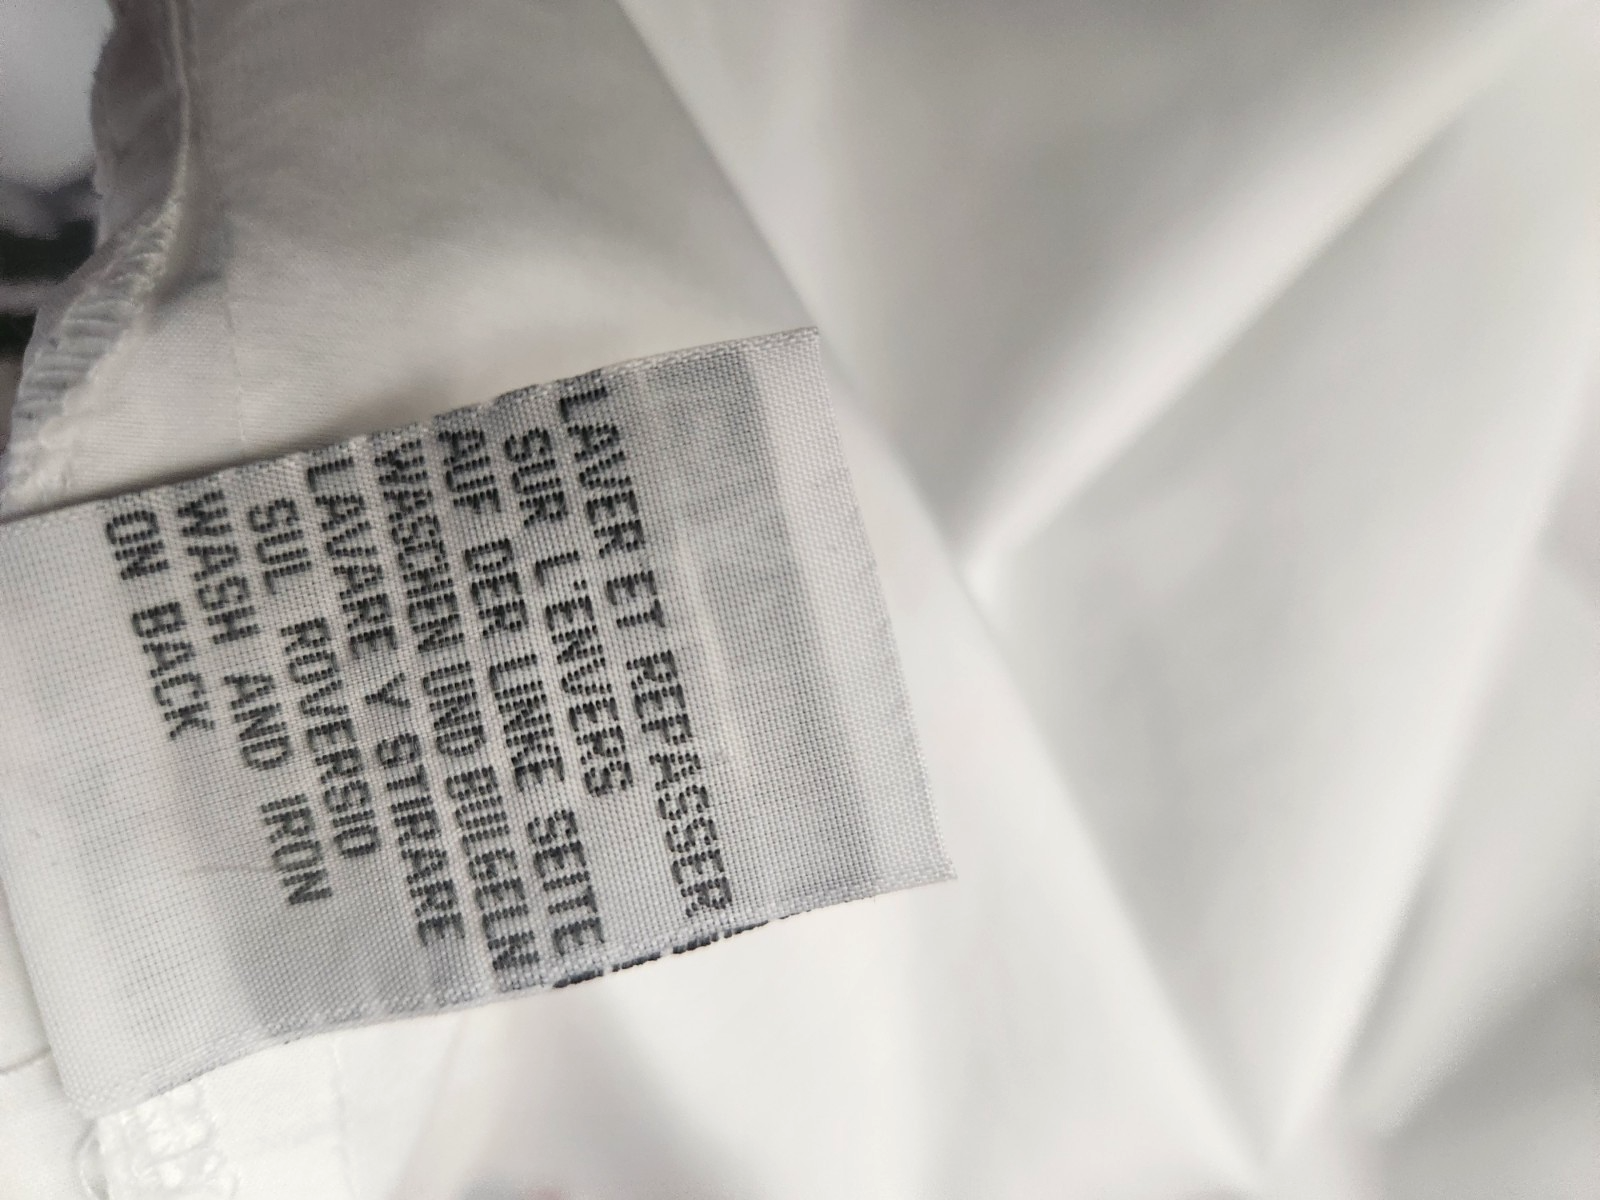 LAVER ET REPASSER
SUR L'ENVERS
AUF DER LINKE SEITE
WASCHEN UND BÜLGELN
LAVARE Y STIRARE
SUL ROVERSIO
WASH AND IRON
ON BACK